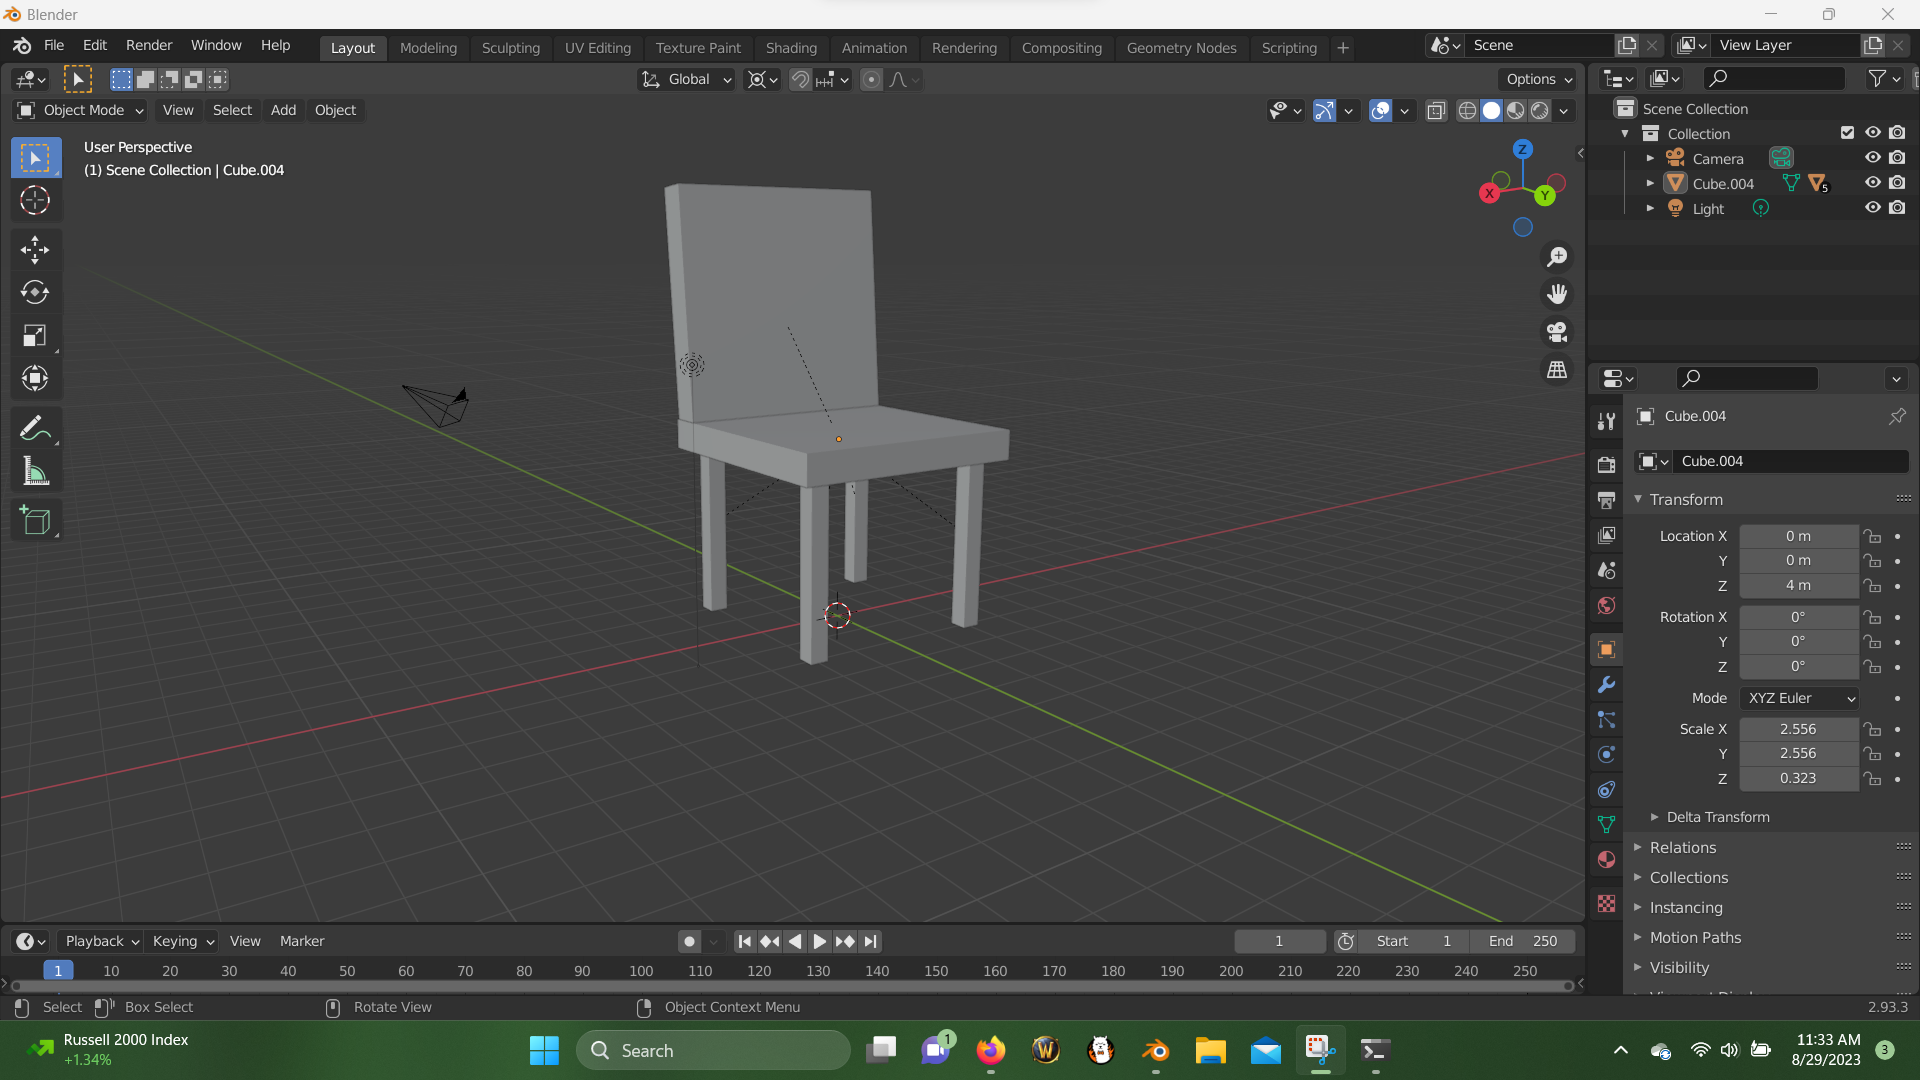 Blender
File Edit Render Window Help Layout Modeling Sculpting UV Editing Texture Paint Shading Animation Rendering Compositing Geometry Nodes Scripting + Scene View Layer
Global Options
Object Mode View Select Add Object
User Perspective
(1) Scene Collection | Cube.004
Z
X
Y
Scene Collection
Collection
Camera
Cube.004 5
Light
Cube.004
Cube.004
Transform
Location X 0 m
Y 0 m
Z 4 m
Rotation X 0°
Y 0°
Z 0°
Mode XYZ Euler
Scale X 2.556
Y 2.556
Z 0.323
Delta Transform
Relations
Collections
Instancing
Motion Paths
Visibility
Playback Keying View Marker 1 Start 1 End 250
1 10 20 30 40 50 60 70 80 90 100 110 120 130 140 150 160 170 180 190 200 210 220 230 240 250
Select Box Select Rotate View Object Context Menu 2.93.3
Russell 2000 Index
+1.34%
Search
1
W
11:33 AM
8/29/2023
3